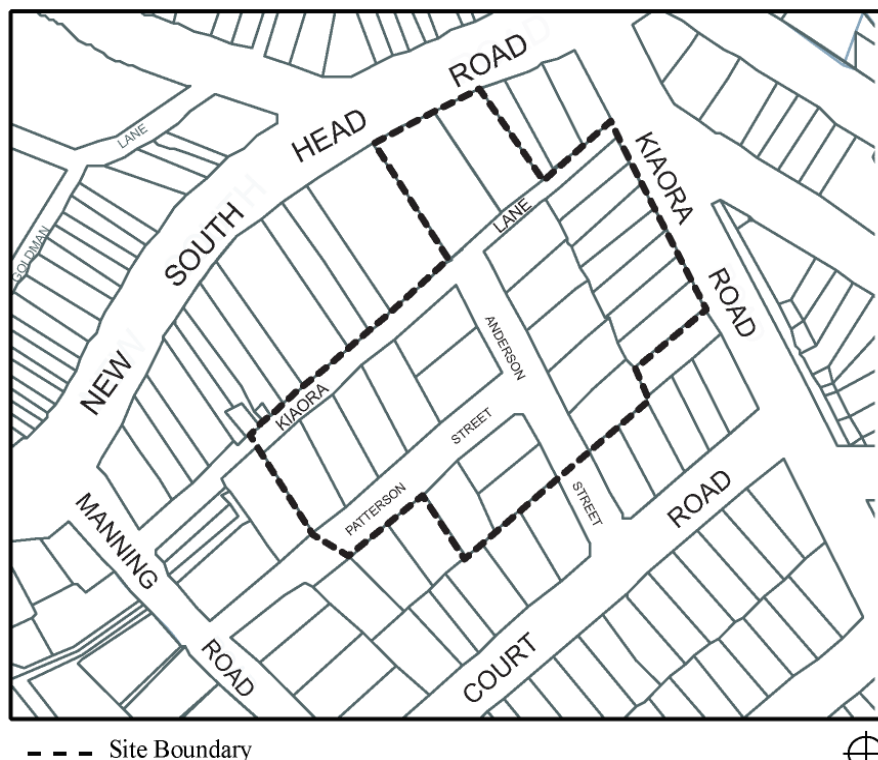 NEW SOUTH HEAD ROAD
LANE
GOLDMAN
KIAORA ROAD
LANE
ANDERSON
KIAORA
STREET
PATTERSON
STREET
MANNING ROAD
COURT ROAD
Site Boundary